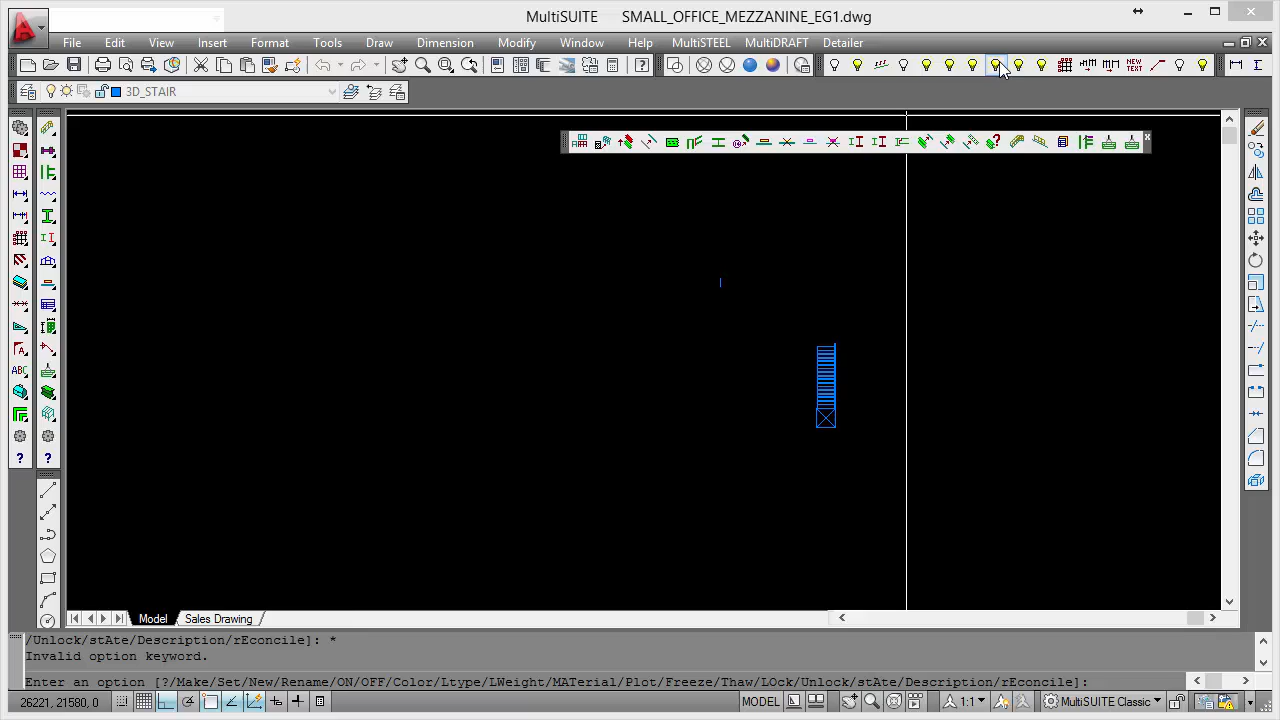 MultiSUITE SMALL_OFFICE_MEZZANINE_EG1.dwg
File Edit View Insert Format Tools Draw Dimension Modify Window Help MultiSTEEL MultiDRAFT Detailer
NEW TEXT
3D_STAIR
ABC
Model Sales Drawing
/Unlock/stAte/Description/rEconcile]: *
Invalid option keyword.
Enter an option [?/Make/Set/New/Rename/ON/OFF/Color/Ltype/LWeight/MAterial/Plot/Freeze/Thaw/LOck/Unlock/stAte/Description/rEconcile]:
26221, 21580, 0 MODEL 1:1 MultiSUITE Classic